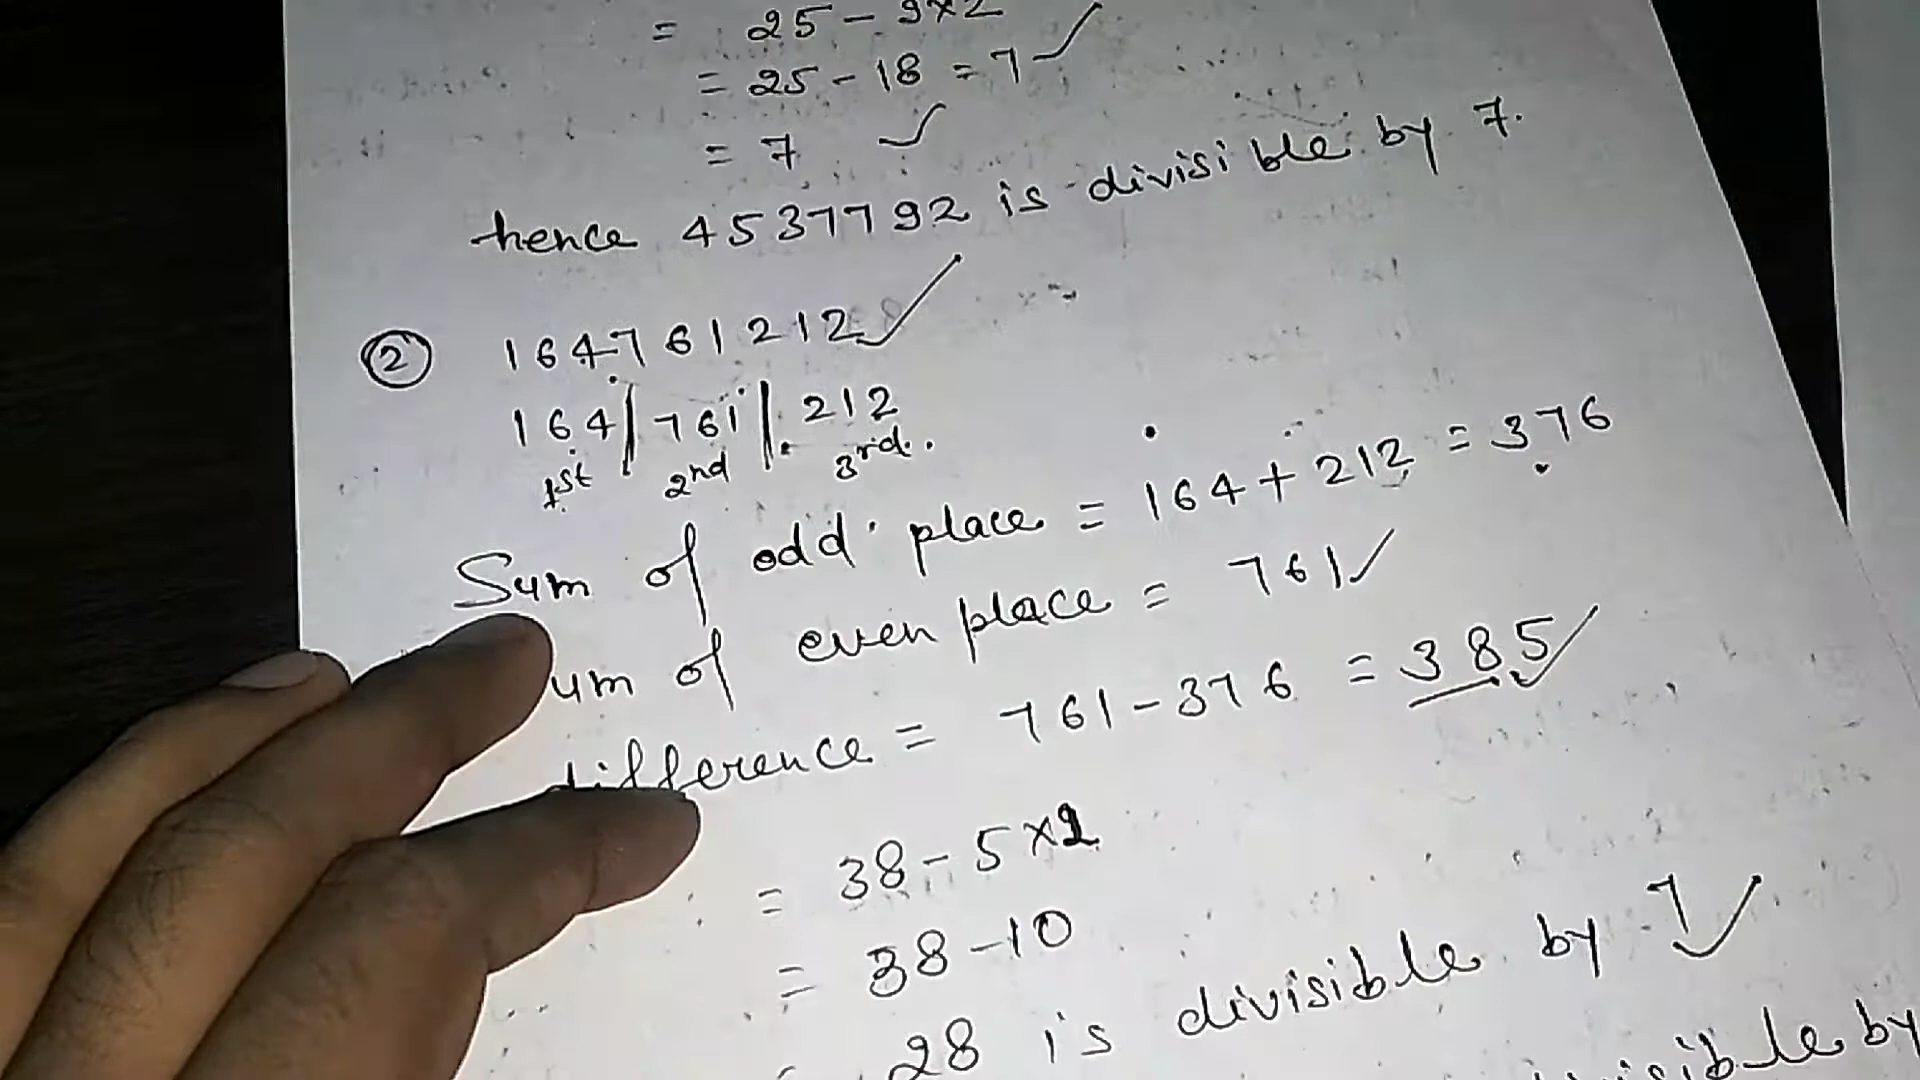 = 25 - 9×2
= 25 - 18 = 7
= 7
hence 4537792 is divisible by 7.
2 164761212
164 | 761 | 212
1st 2nd 3rd
Sum of odd place = 164 + 212 = 376
um of even place = 761
difference = 761 - 376 = 385
= 38 - 5×2
= 38 - 10
= 28 is divisible by 7
by